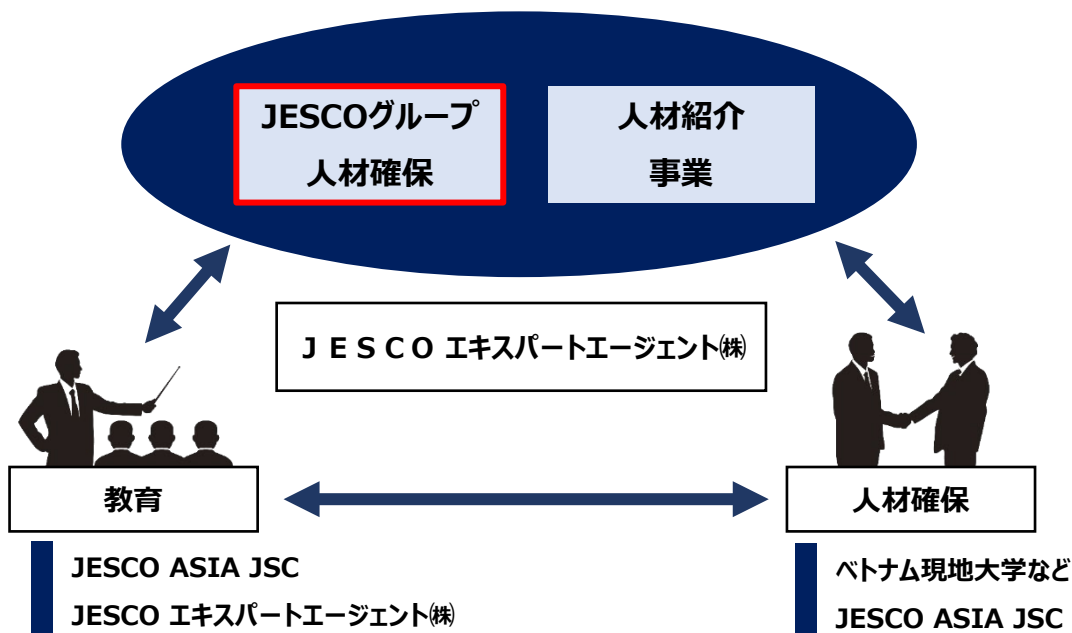 JESCOグループ
人材確保
人材紹介
事業
ＪＥＳＣＯ エキスパートエージェント㈱
教育
人材確保
JESCO ASIA JSC
JESCO エキスパートエージェント㈱
ベトナム現地大学など
JESCO ASIA JSC